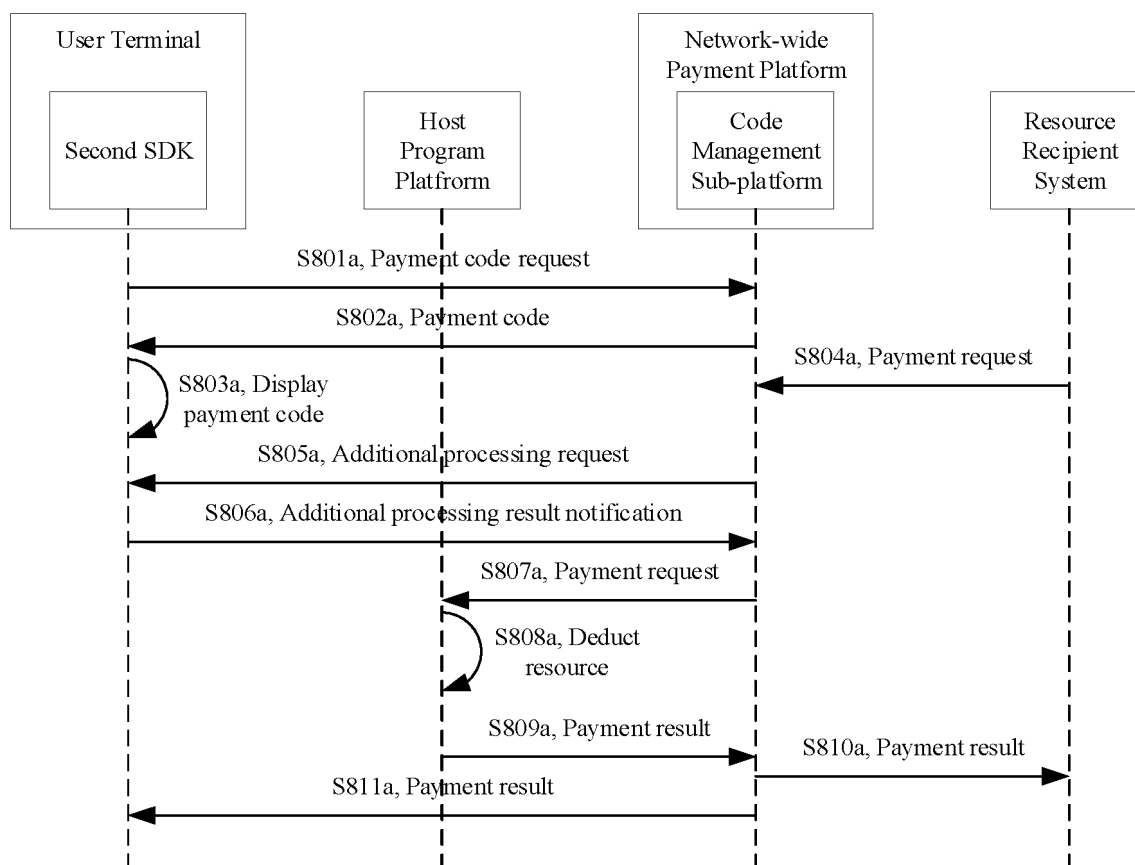 User Terminal
Second SDK
Host
Program
Platfrorm
Network-wide
Payment Platform
Code
Management
Sub-platform
Resource
Recipient
System
S801a, Payment code request
S802a, Payment code
S804a, Payment request
S803a, Display
payment code
S805a, Additional processing request
S806a, Additional processing result notification
S807a, Payment request
S808a, Deduct
resource
S809a, Payment result
S810a, Payment result
S811a, Payment result